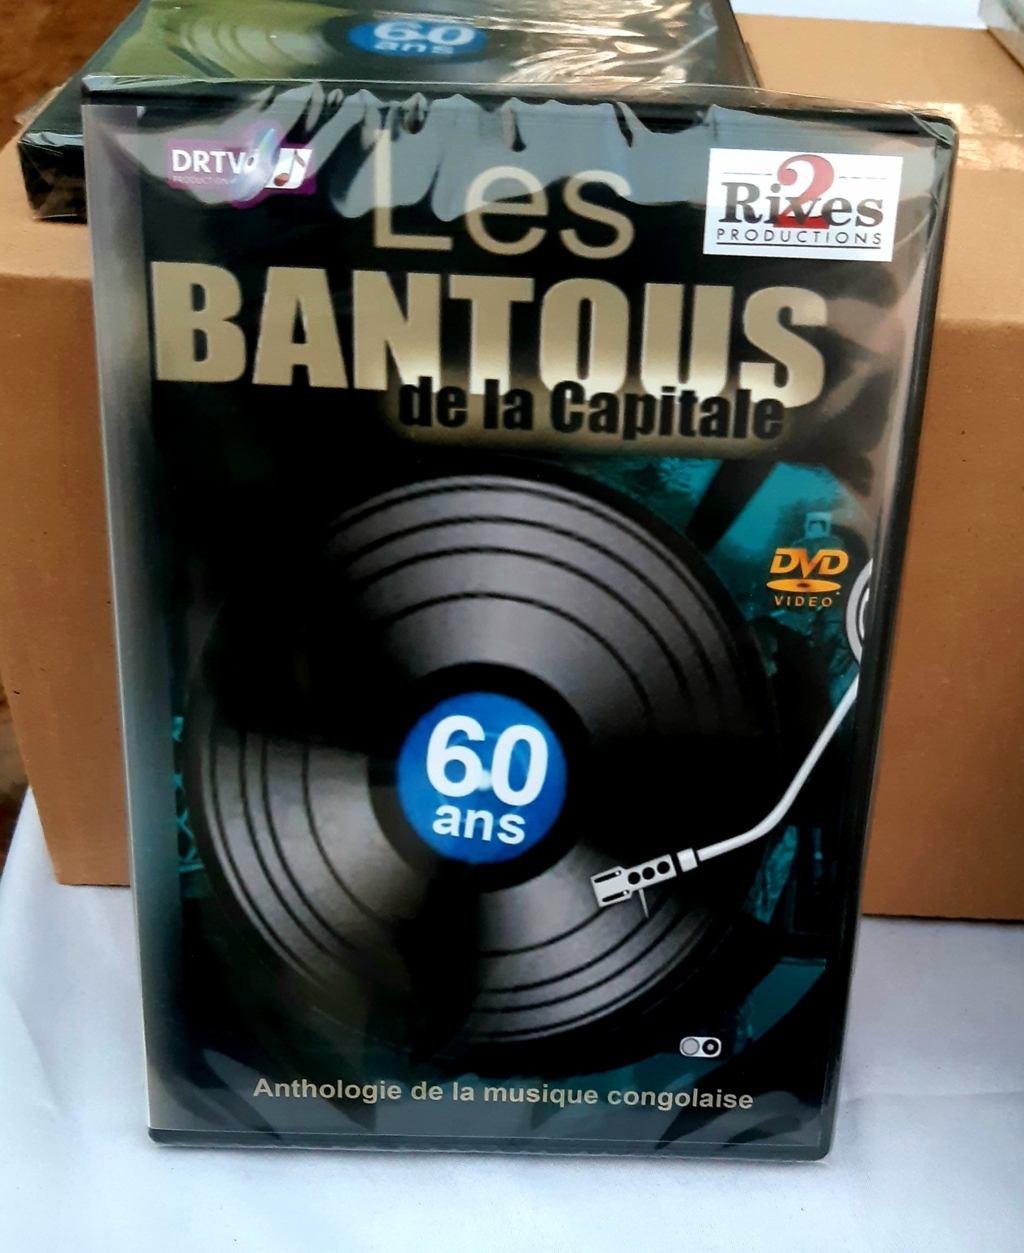 60
ans
DRTV
PRODUCTION
Les
2
Rives
PRODUCTIONS
BANTOUS
de la Capitale
DVD
VIDEO
60
ans
Anthologie de la musique congolaise